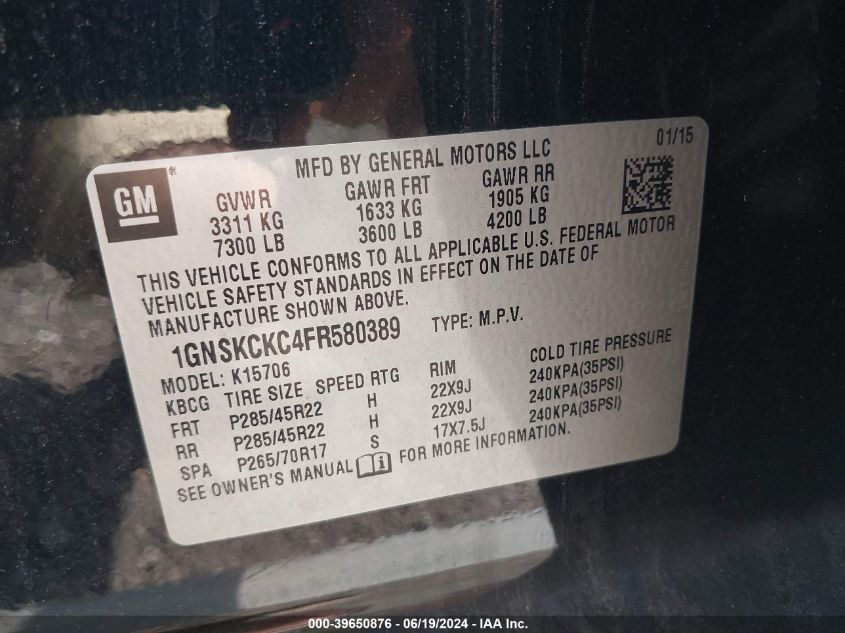 GM ®
MFD BY GENERAL MOTORS LLC
01/15
GVWR GAWR FRT GAWR RR
3311 KG 1633 KG 1905 KG
7300 LB 3600 LB 4200 LB
THIS VEHICLE CONFORMS TO ALL APPLICABLE U.S. FEDERAL MOTOR
VEHICLE SAFETY STANDARDS IN EFFECT ON THE DATE OF
MANUFACTURE SHOWN ABOVE.
1GNSKCKC4FR580389 TYPE: M.P.V.
MODEL: K15706
KBCG TIRE SIZE SPEED RTG RIM COLD TIRE PRESSURE
FRT P285/45R22 H 22X9J 240KPA(35PSI)
RR P285/45R22 H 22X9J 240KPA(35PSI)
SPA P265/70R17 S 17X7.5J 240KPA(35PSI)
SEE OWNER'S MANUAL FOR MORE INFORMATION.
000-39650876 - 06/19/2024 - IAA Inc.